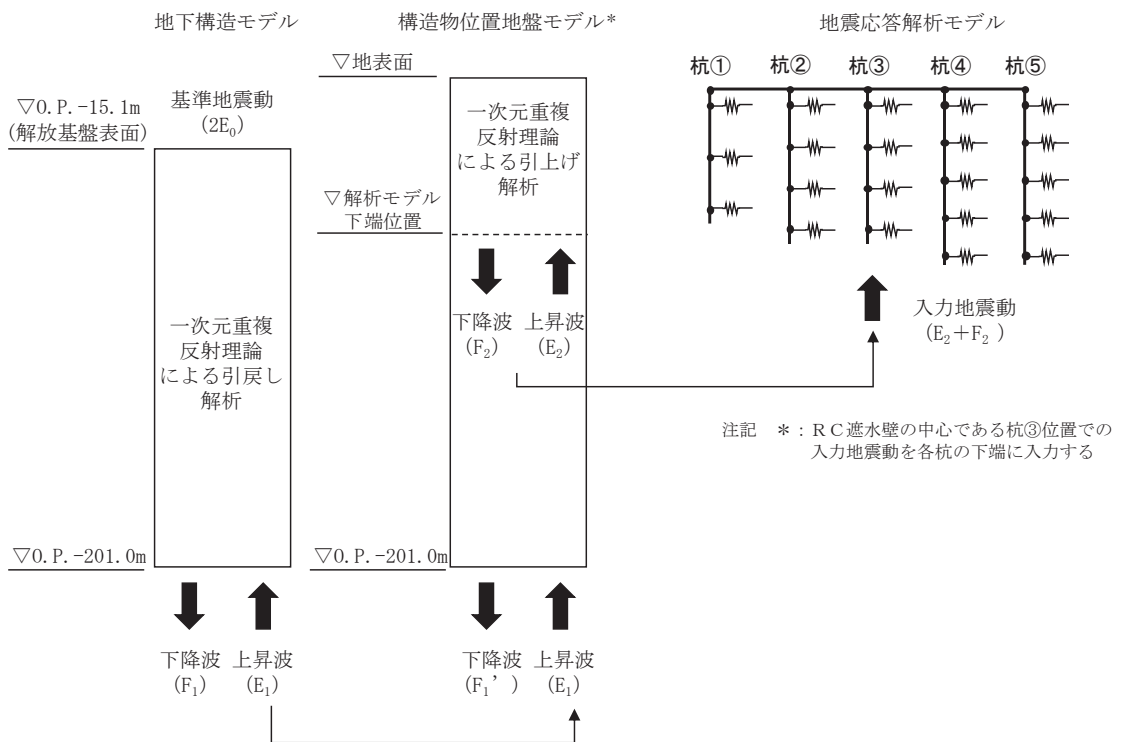 地下構造モデル
▽O.P.-15.1m
(解放基盤表面)
基準地震動
(2E₀)
一次元重複
反射理論
による引戻し
解析
▽O.P.-201.0m
下降波
(F₁)
上昇波
(E₁)
構造物位置地盤モデル*
▽地表面
一次元重複
反射理論
による引上げ
解析
▽解析モデル
下端位置
下降波
(F₂)
上昇波
(E₂)
▽O.P.-201.0m
下降波
(F₁’)
上昇波
(E₁)
地震応答解析モデル
杭①
杭②
杭③
杭④
杭⑤
入力地震動
(E₂+F₂ )
注記 *:RC遮水壁の中心である杭③位置での
入力地震動を各杭の下端に入力する